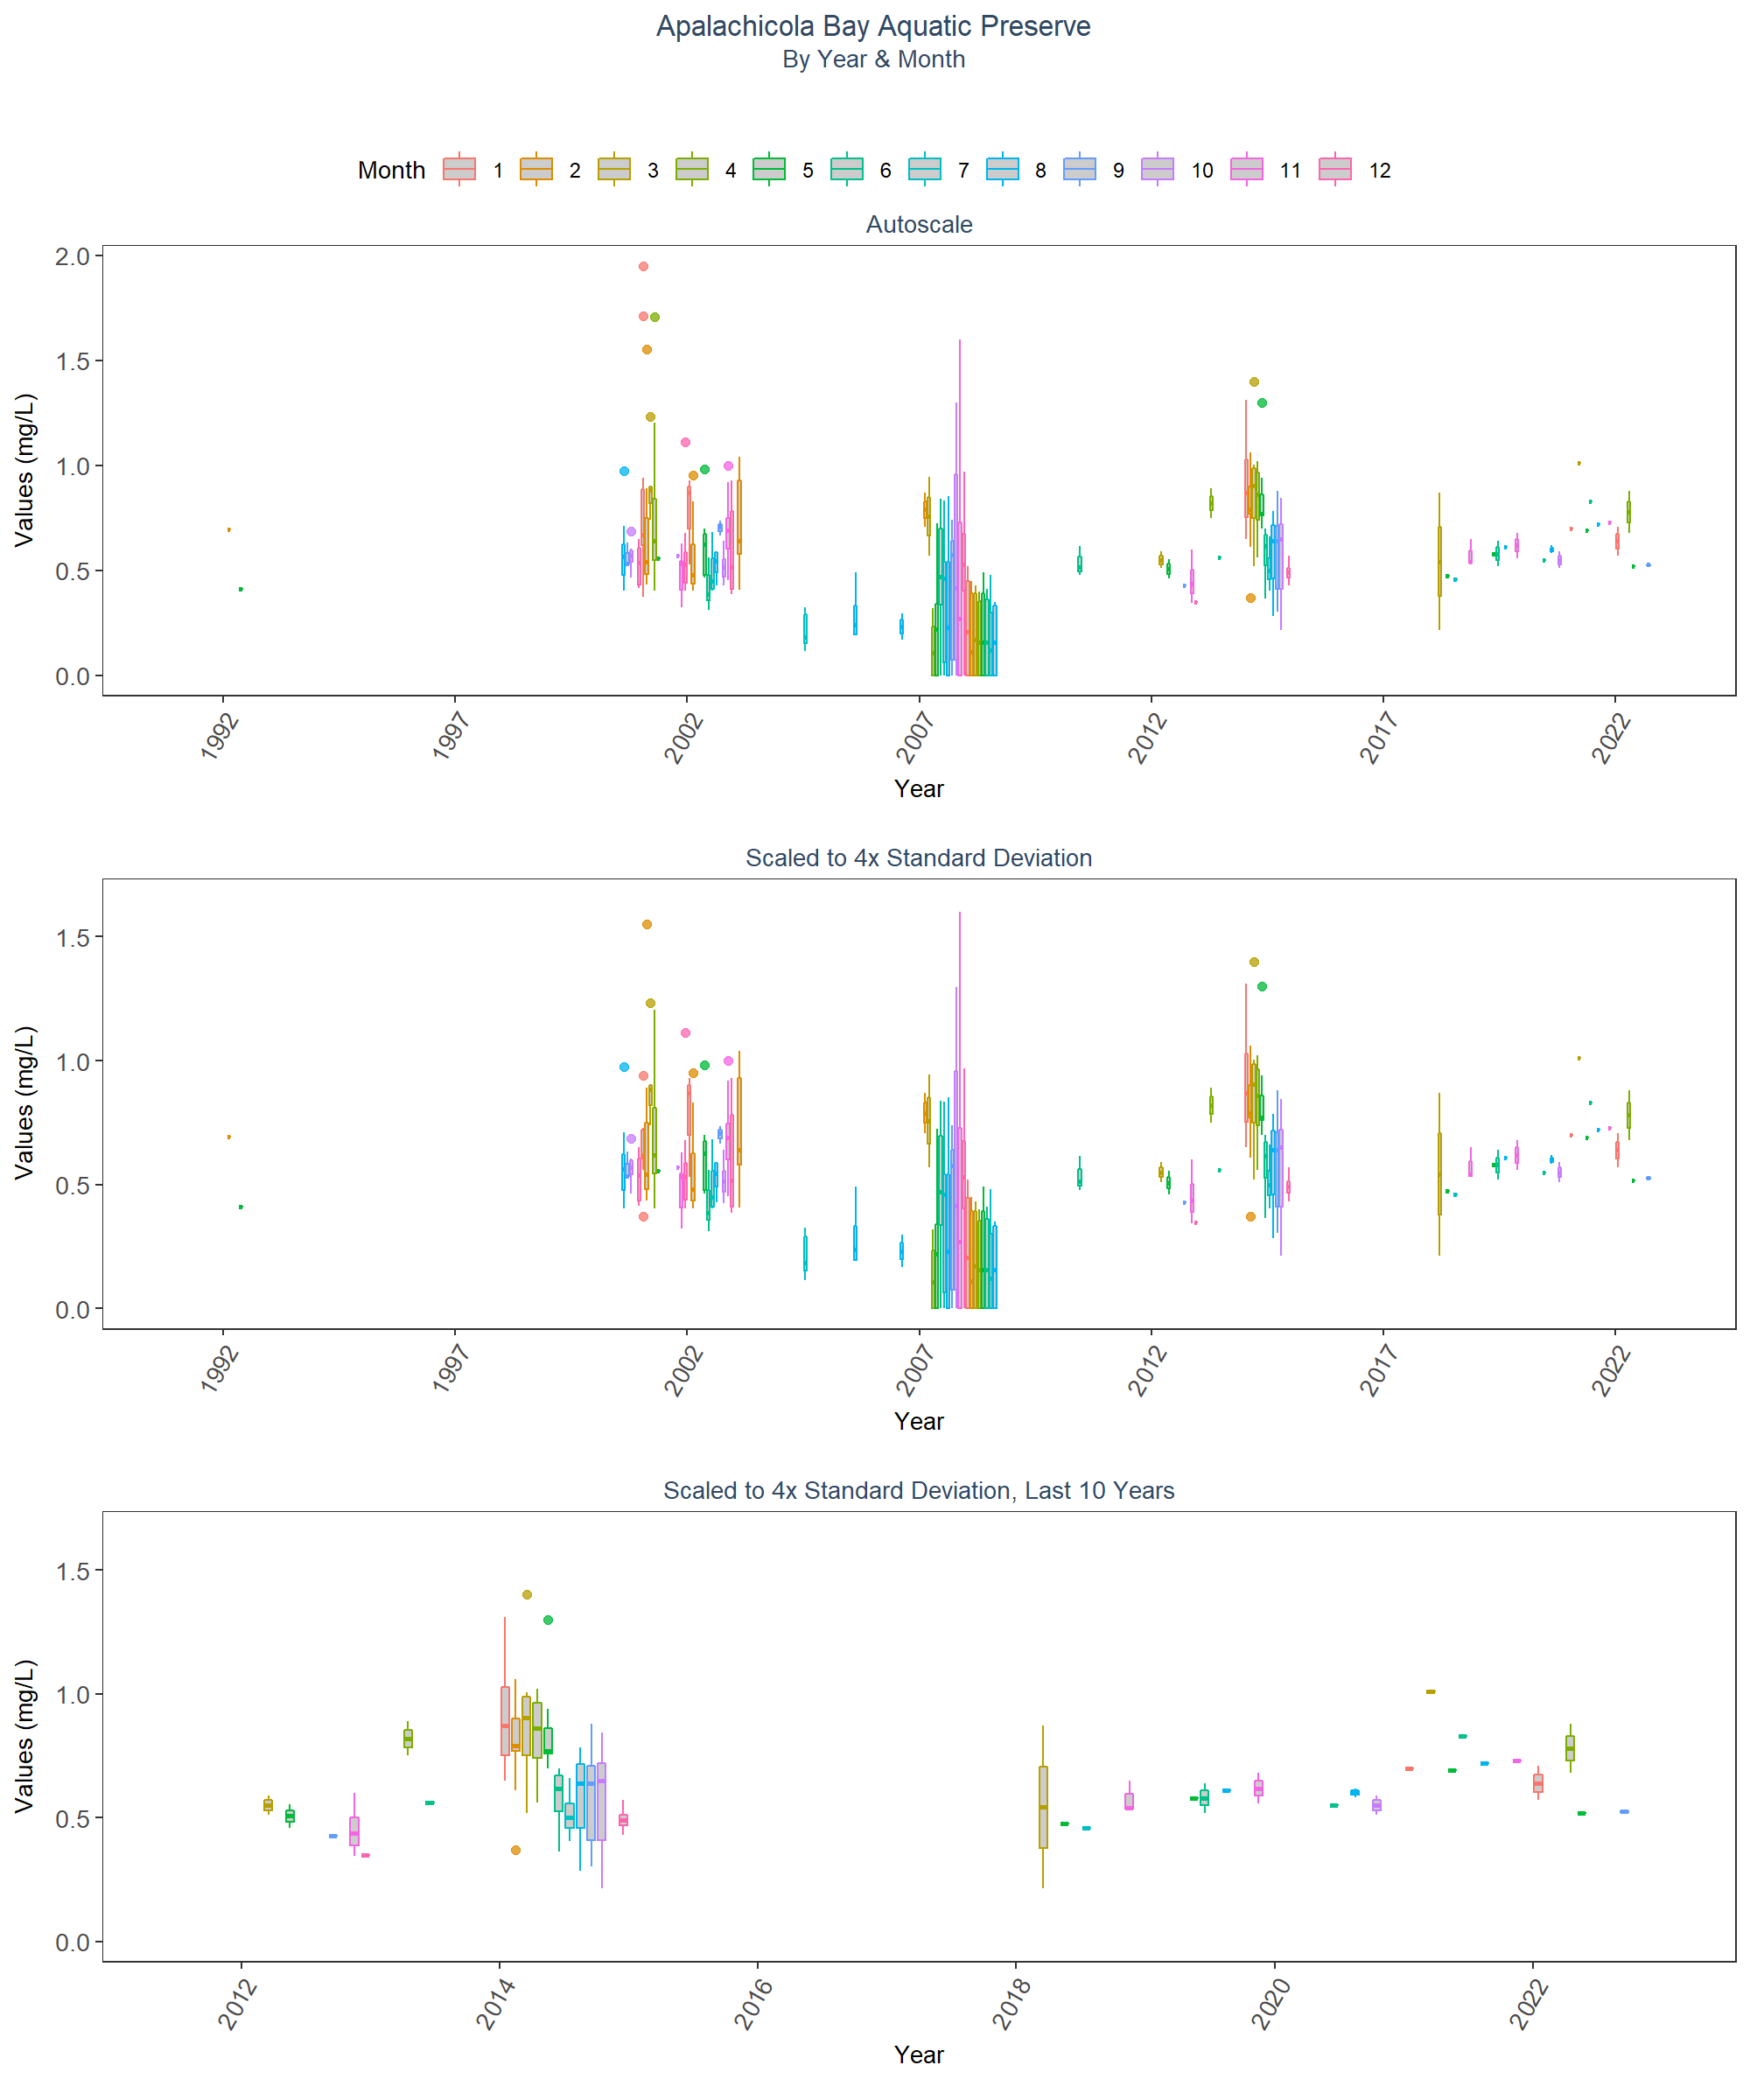 Apalachicola Bay Aquatic Preserve
By Year & Month
Month 1 2 3 4 5 6 7 8 9 10 11 12
Autoscale
Values (mg/L)
2.0
1.5
1.0
0.5
0.0
1992 1997 2002 2007 2012 2017 2022
Year
Scaled to 4x Standard Deviation
Values (mg/L)
1.5
1.0
0.5
0.0
1992 1997 2002 2007 2012 2017 2022
Year
Scaled to 4x Standard Deviation, Last 10 Years
Values (mg/L)
1.5
1.0
0.5
0.0
2012 2014 2016 2018 2020 2022
Year